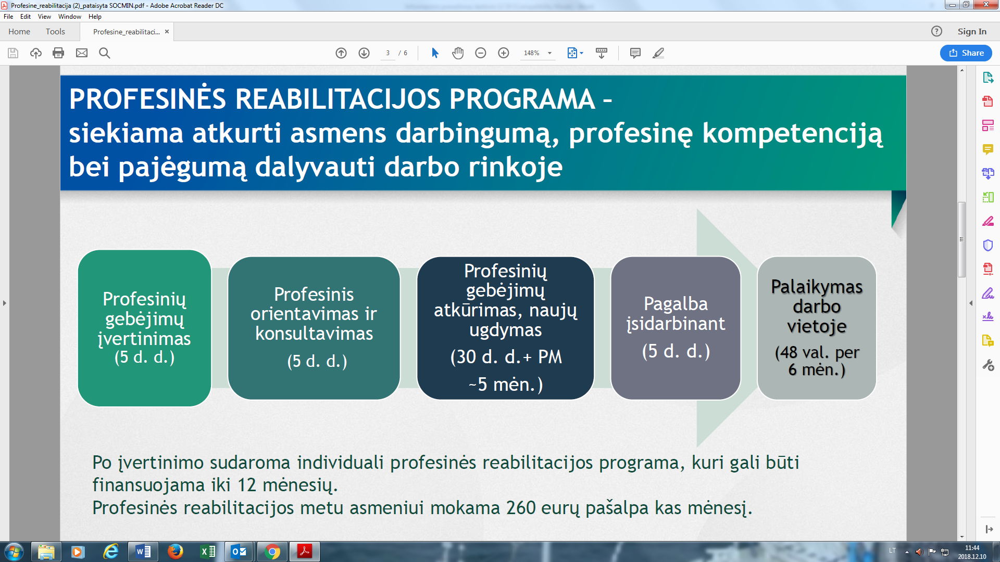 Profesine_reabilitacija (2)_pataisyta SOCMIN.pdf - Adobe Acrobat Reader DC
File Edit View Window Help
Home Tools Profesine_reabilitaci... × Sign In
3 / 6 148% Share
PROFESINĖS REABILITACIJOS PROGRAMA –
siekiama atkurti asmens darbingumą, profesinę kompetenciją
bei pajėgumą dalyvauti darbo rinkoje
Profesinių
gebėjimų
įvertinimas
(5 d. d.)
Profesinis
orientavimas ir
konsultavimas
(5 d. d.)
Profesinių
gebėjimų
atkūrimas, naujų
ugdymas
(30 d. d.+ PM
~5 mėn.)
Pagalba
įsidarbinant
(5 d. d.)
Palaikymas
darbo
vietoje
(48 val. per
6 mėn.)
Po įvertinimo sudaroma individuali profesinės reabilitacijos programa, kuri gali būti
finansuojama iki 12 mėnesių.
Profesinės reabilitacijos metu asmeniui mokama 260 eurų pašalpa kas mėnesį.
LT
11:44
2018.12.10